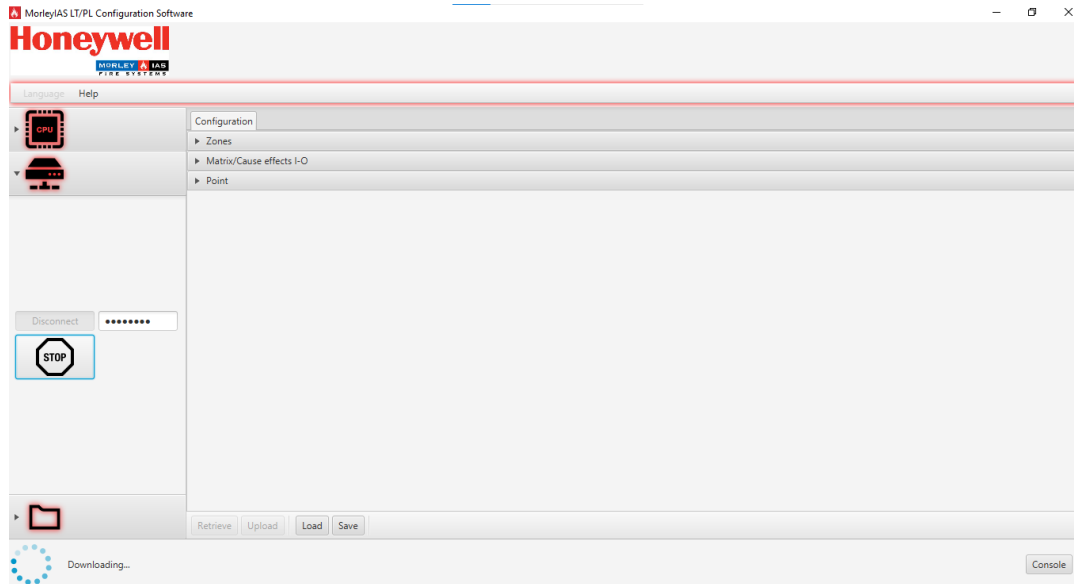 MorleyIAS LT/PL Configuration Software
Honeywell
MORLEY IAS
FIRE SYSTEMS
Language Help
CPU
Configuration
Zones
Matrix/Cause effects I-O
Point
Disconnect ••••••••
STOP
Retrieve Upload Load Save
Downloading... Console